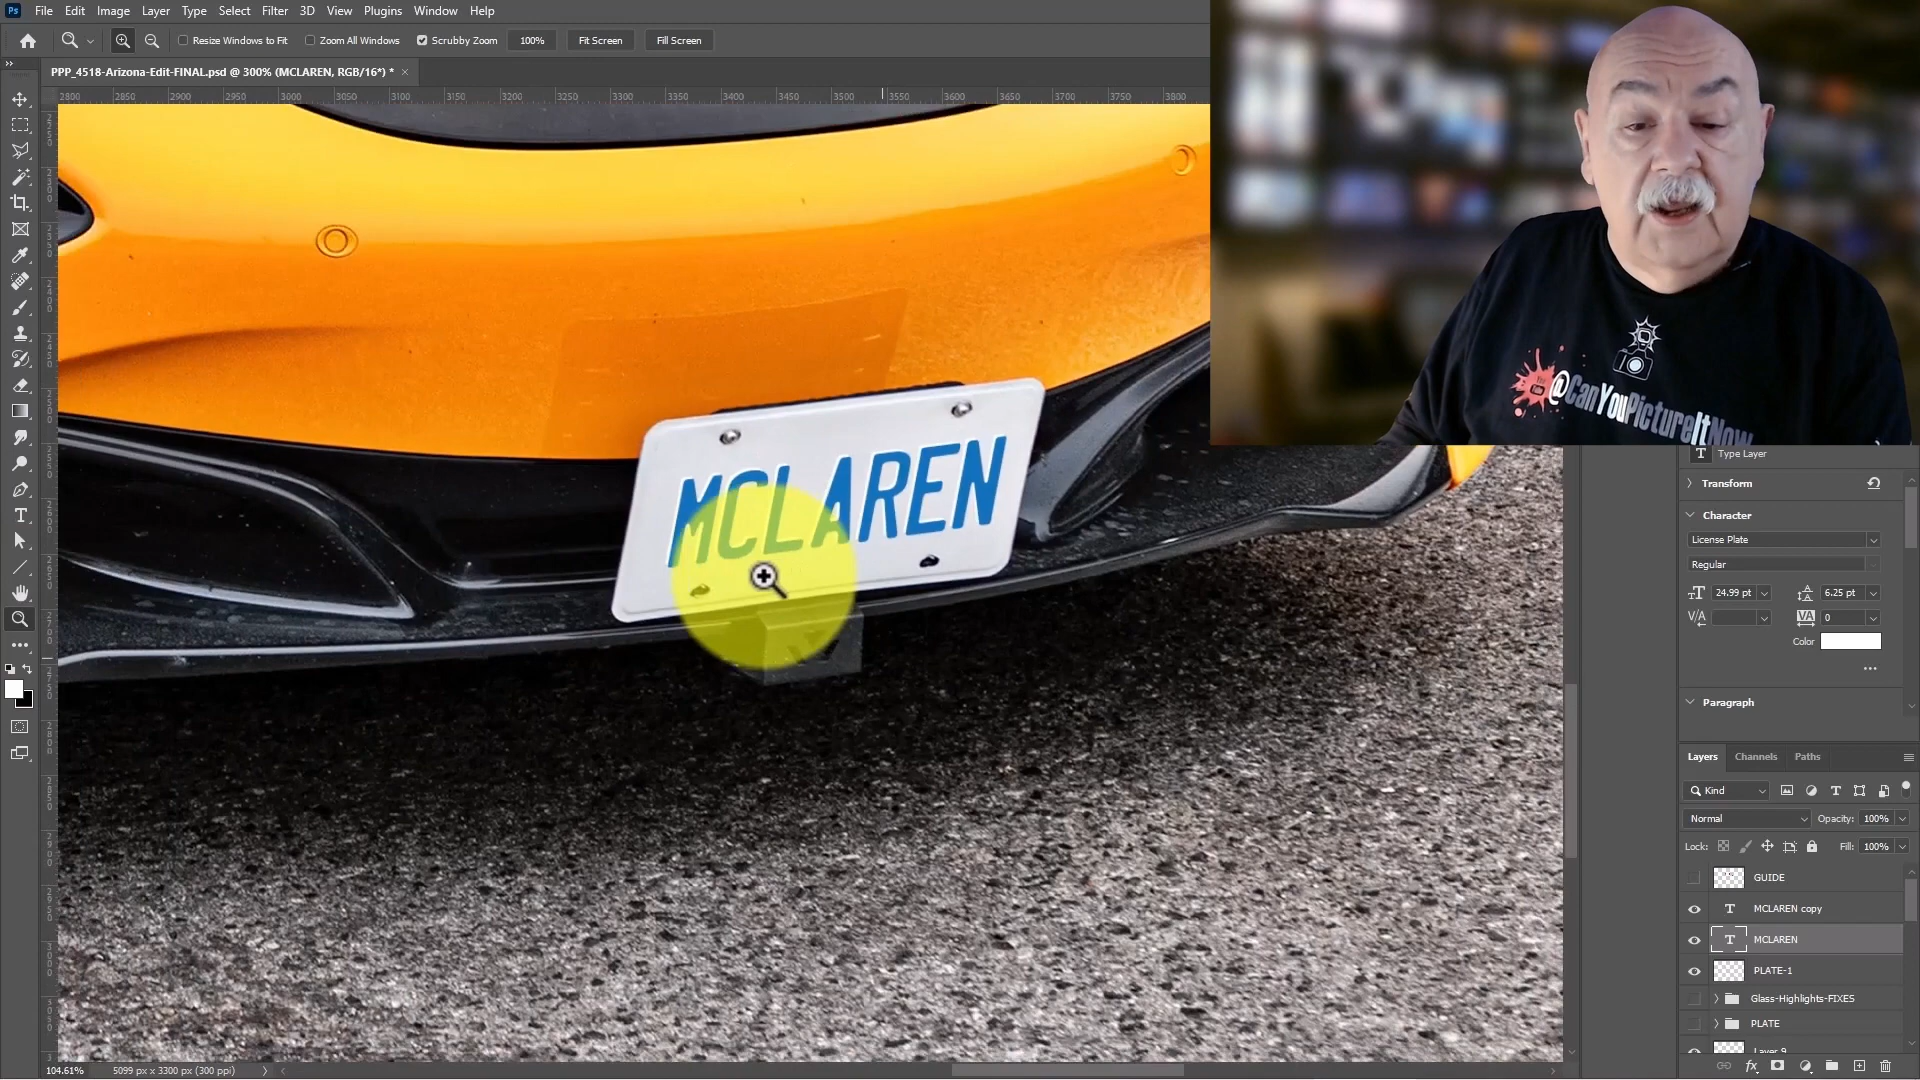 Ps File Edit Image Layer Type Select Filter 3D View Plugins Window Help
Resize Windows to Fit Zoom All Windows Scrubby Zoom 100% Fit Screen Fill Screen
PPP_4518-Arizona-Edit-FINAL.psd @ 300% (MCLAREN, RGB/16*) *
2800 2850 2900 2950 3000 3050 3100 3150 3200 3250 3300 3350 3400 3450 3500 3550 3600 3650 3700 3750 3800
MCLAREN
@CanYouPictureItNow
Type Layer
Transform
Character
License Plate
Regular
24.99 pt 6.25 pt
0
Color
Paragraph
Layers Channels Paths
Kind
Normal Opacity: 100%
Lock: Fill: 100%
GUIDE
MCLAREN copy
MCLAREN
PLATE-1
Glass-Highlights-FIXES
PLATE
Layer 9
104.61% 5099 px x 3300 px (300 ppi)